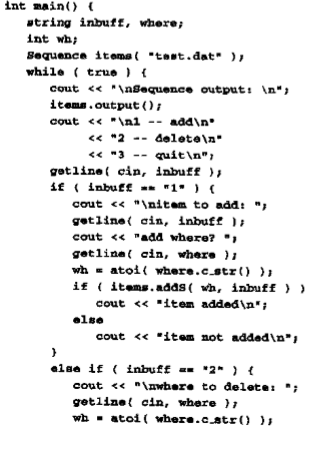 int main() {
string inbuff, where;
int wh;
Sequence items( "test.dat" );
while ( true ) {
cout << "\nSequence output: \n";
items.output();
cout << "\n1 -- add\n"
<< "2 -- delete\n"
<< "3 -- quit\n";
getline( cin, inbuff );
if ( inbuff == "1" ) {
cout << "\nitem to add: ";
getline( cin, inbuff );
cout << "add where? ";
getline( cin, where );
wh = atoi( where.c_str() );
if ( items.addS( wh, inbuff ) )
cout << "item added\n";
else
cout << "item not added\n";
}
else if ( inbuff == "2" ) {
cout << "\nwhere to delete: ";
getline( cin, where );
wh = atoi( where.c_str() );